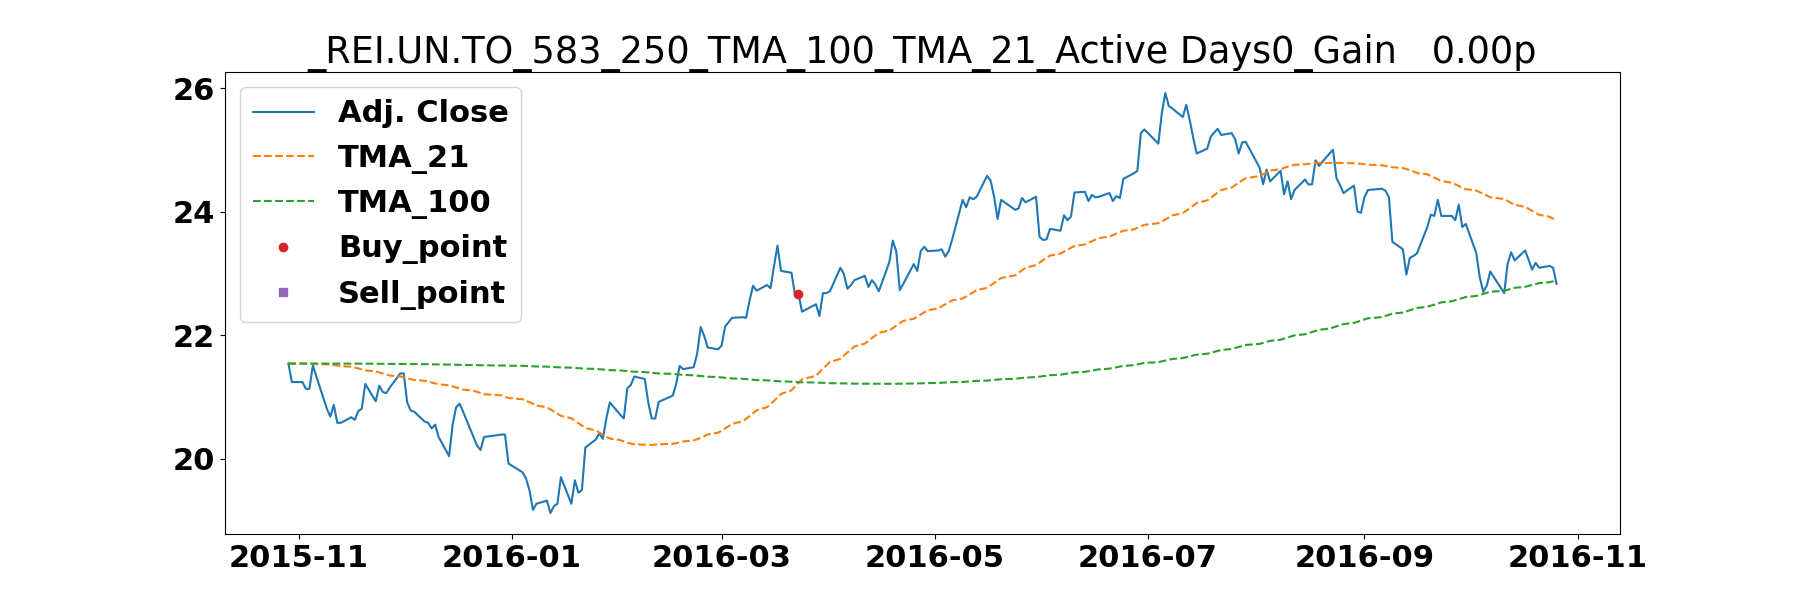 _REI.UN.TO_583_250_TMA_100_TMA_21_Active Days0_Gain   0.00p
26
24
22
20
Adj. Close
TMA_21
TMA_100
Buy_point
Sell_point
2015-11 2016-01 2016-03 2016-05 2016-07 2016-09 2016-11